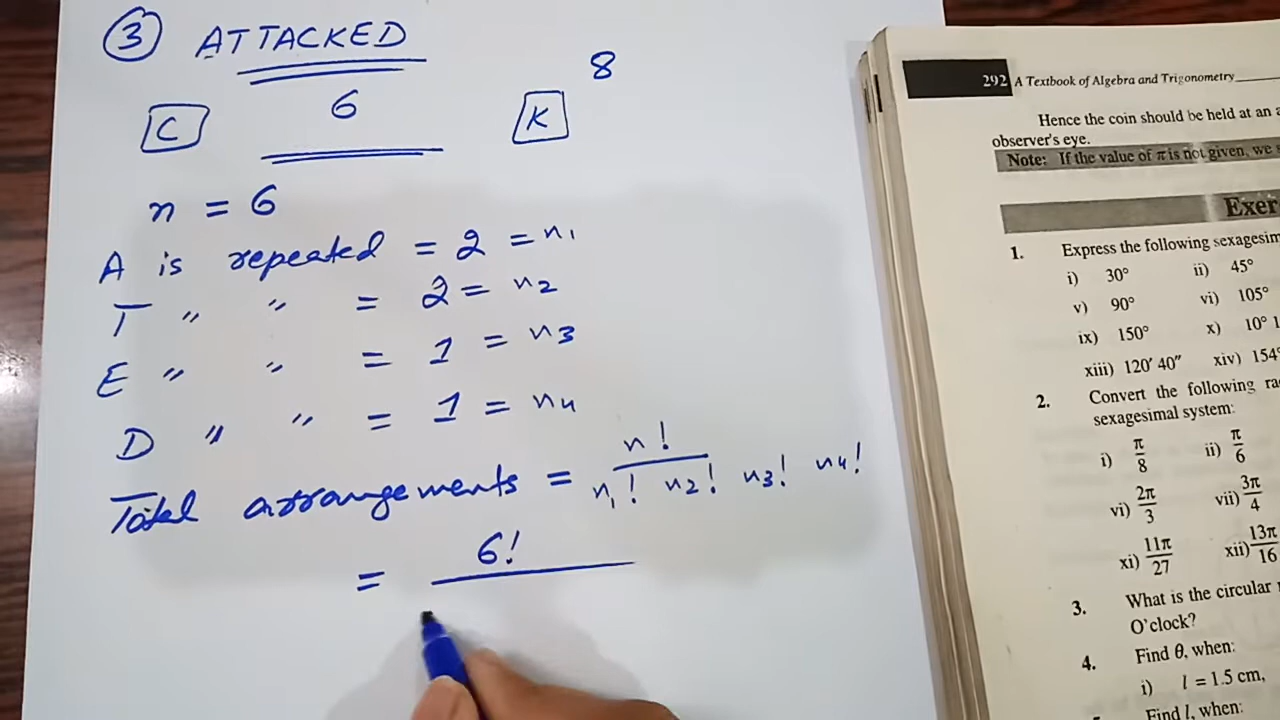 ③ ATTACKED
8
C 6 K
n = 6
A is repeated = 2 = n₁
T " " = 2 = n₂
E " " = 1 = n₃
D " " = 1 = n₄
Total arrangements = n! / n₁! n₂! n₃! n₄!
= 6!
292 A Textbook of Algebra and Trigonometry
Hence the coin should be held at an
observer's eye.
Note: If the value of π is not given, we
Exer
1. Express the following sexagesim
i) 30° ii) 45°
v) 90° vi) 105°
ix) 150° x) 10° 1
xiii) 120′ 40″ xiv) 154°
2. Convert the following ra
sexagesimal system:
i) π/8 ii) π/6
vi) 2π/3 vii) 3π/4
xi) 11π/27 xii) 13π/16
3. What is the circular
O'clock?
4. Find θ, when:
i) l = 1.5 cm,
Find l, when: